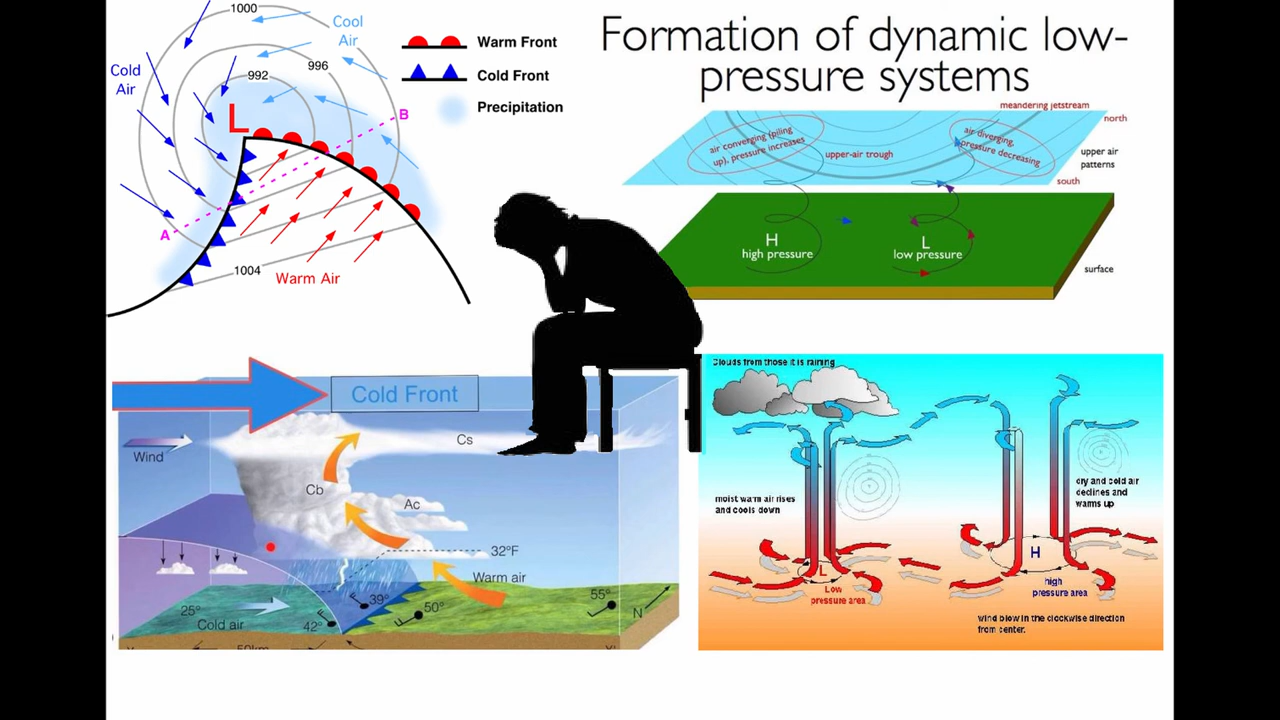 1000
Cool
Air
Cold
Air
996
992
L
B
A
1004
Warm Air
Warm Front
Cold Front
Precipitation
Formation of dynamic low-
pressure systems
meandering jetstream
north
air converging (piling
up), pressure increases
upper-air trough
air diverging,
pressure decreasing
upper air
patterns
south
H
high pressure
L
low pressure
surface
Cold Front
Wind
Cs
Cb
Ac
32°F
Warm air
25°
Cold air
42°
39°
50°
55°
N
50km
Clouds from those it is raining
moist warm air rises
and cools down
dry and cold air
declines and
warms up
L
Low
pressure area
H
high
pressure area
wind blow in the clockwise direction
from center.